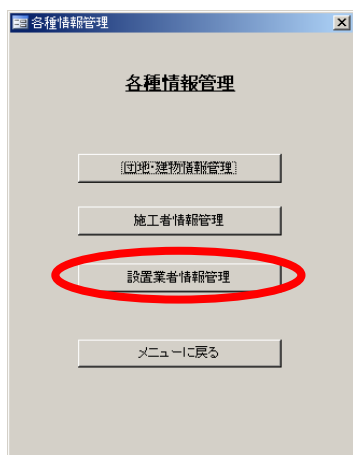 各種情報管理
各種情報管理
団地・建物情報管理
施工者情報管理
設置業者情報管理
メニューに戻る